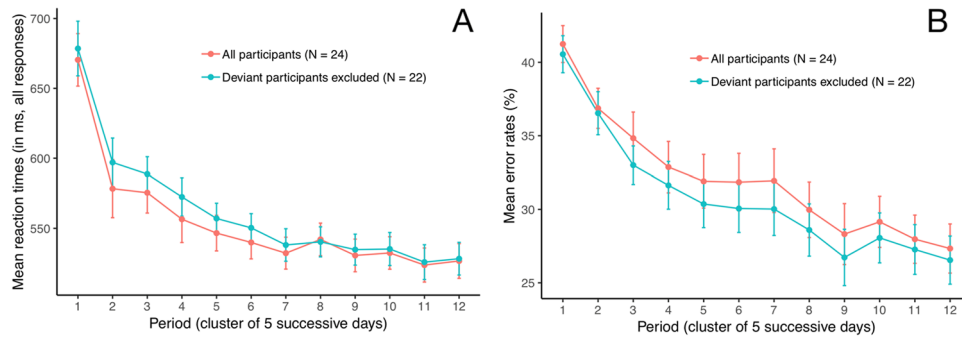 A
Mean reaction times (in ms, all responses)
700
650
600
550
All participants (N = 24)
Deviant participants excluded (N = 22)
1 2 3 4 5 6 7 8 9 10 11 12
Period (cluster of 5 successive days)
B
Mean error rates (%)
40
35
30
25
All participants (N = 24)
Deviant participants excluded (N = 22)
1 2 3 4 5 6 7 8 9 10 11 12
Period (cluster of 5 successive days)